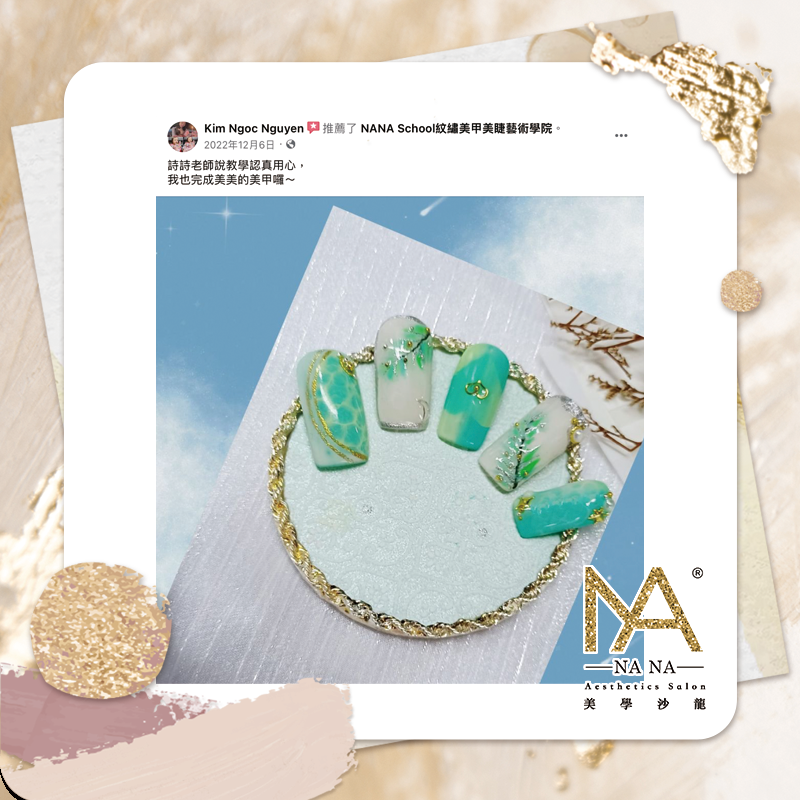 Kim Ngoc Nguyen 推薦了 NANA School紋繡美甲美睫藝術學院。
2022年12月6日 ·
詩詩老師說教學認真用心，
我也完成美美的美甲囉～
NA
®
NA NA
Aesthetics Salon
美學沙龍